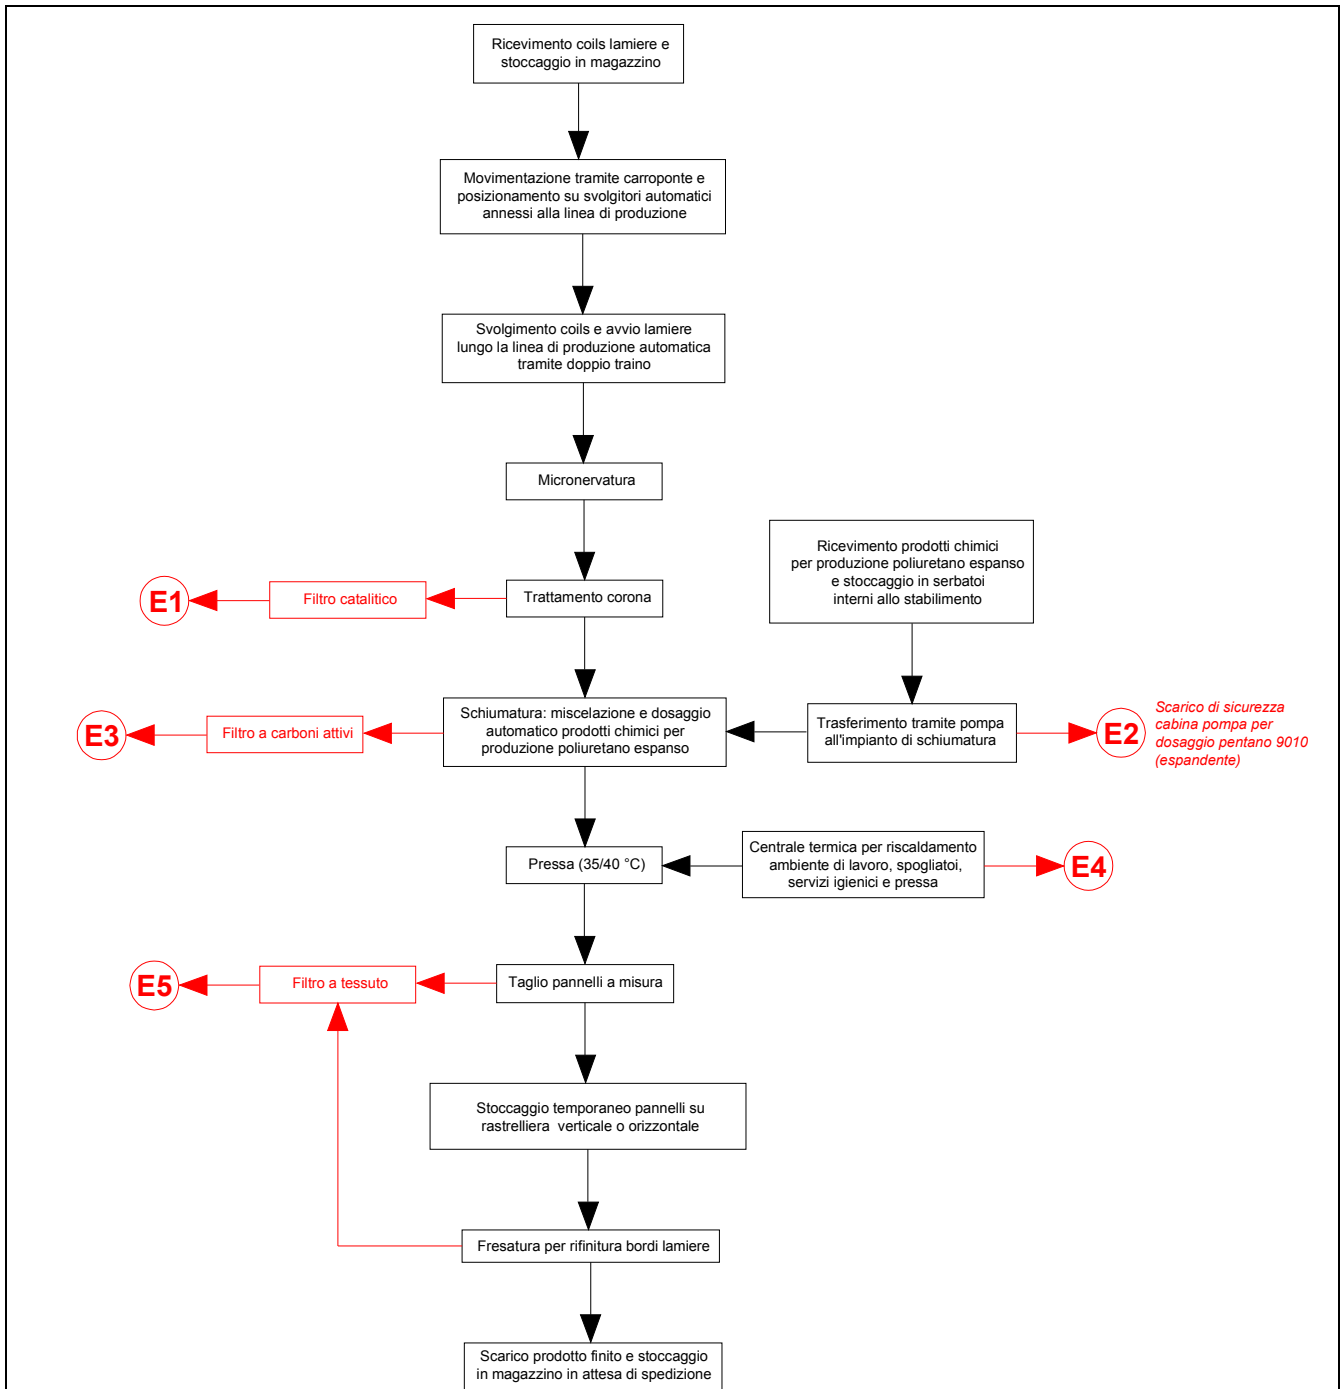 Ricevimento coils lamiere e
stoccaggio in magazzino
Movimentazione tramite carroponte e
posizionamento su svolgitori automatici
annessi alla linea di produzione
Svolgimento coils e avvio lamiere
lungo la linea di produzione automatica
tramite doppio traino
Micronervatura
Ricevimento prodotti chimici
per produzione poliuretano espanso
e stoccaggio in serbatoi
interni allo stabilimento
E1
Filtro catalitico
Trattamento corona
E3
Filtro a carboni attivi
Schiumatura: miscelazione e dosaggio
automatico prodotti chimici per
produzione poliuretano espanso
Trasferimento tramite pompa
all'impianto di schiumatura
E2
Scarico di sicurezza
cabina pompa per
dosaggio pentano 9010
(espandente)
Pressa (35/40 °C)
Centrale termica per riscaldamento
ambiente di lavoro, spogliatoi,
servizi igienici e pressa
E4
E5
Filtro a tessuto
Taglio pannelli a misura
Stoccaggio temporaneo pannelli su
rastrelliera verticale o orizzontale
Fresatura per rifinitura bordi lamiere
Scarico prodotto finito e stoccaggio
in magazzino in attesa di spedizione